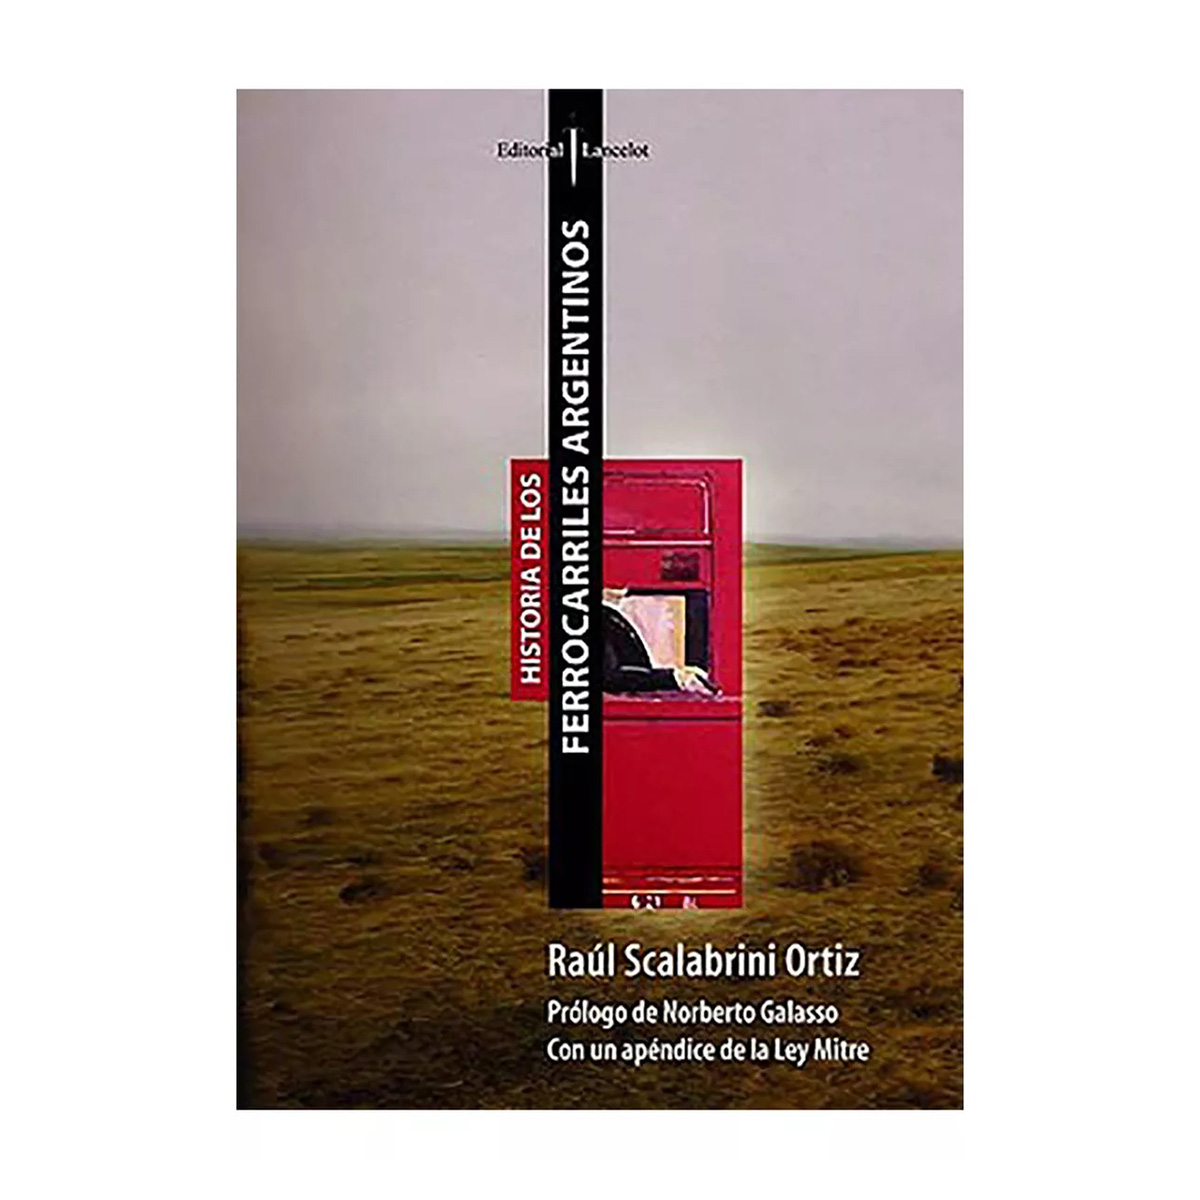 Editorial Lancelot
HISTORIA DE LOS
FERROCARRILES ARGENTINOS
Raúl Scalabrini Ortiz
Prólogo de Norberto Galasso
Con un apéndice de la Ley Mitre